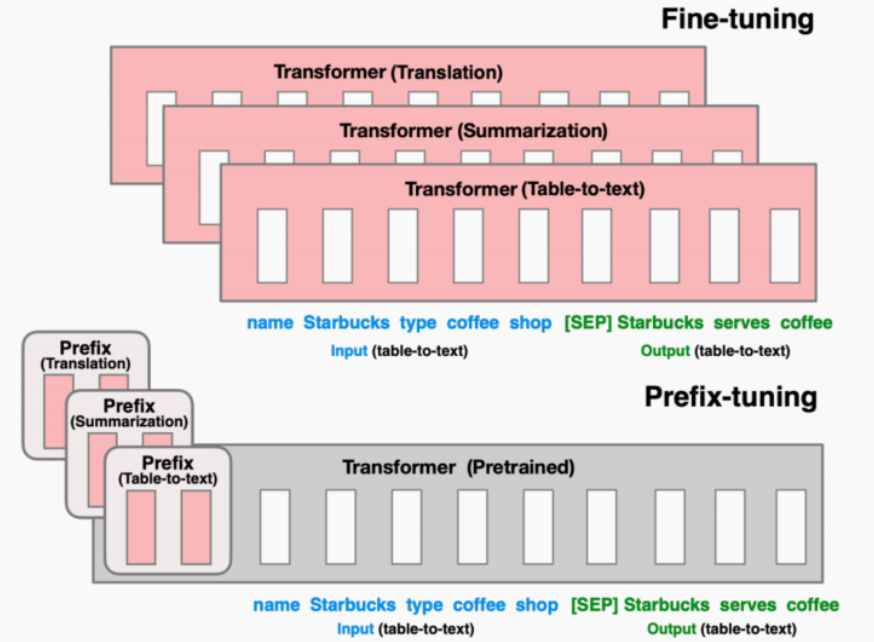 Fine-tuning
Transformer (Translation)
Transformer (Summarization)
Transformer (Table-to-text)
name Starbucks type coffee shop [SEP] Starbucks serves coffee
Input (table-to-text) Output (table-to-text)
Prefix
(Translation)
Prefix-tuning
Prefix
(Summarization)
Prefix
(Table-to-text)
Transformer (Pretrained)
name Starbucks type coffee shop [SEP] Starbucks serves coffee
Input (table-to-text) Output (table-to-text)